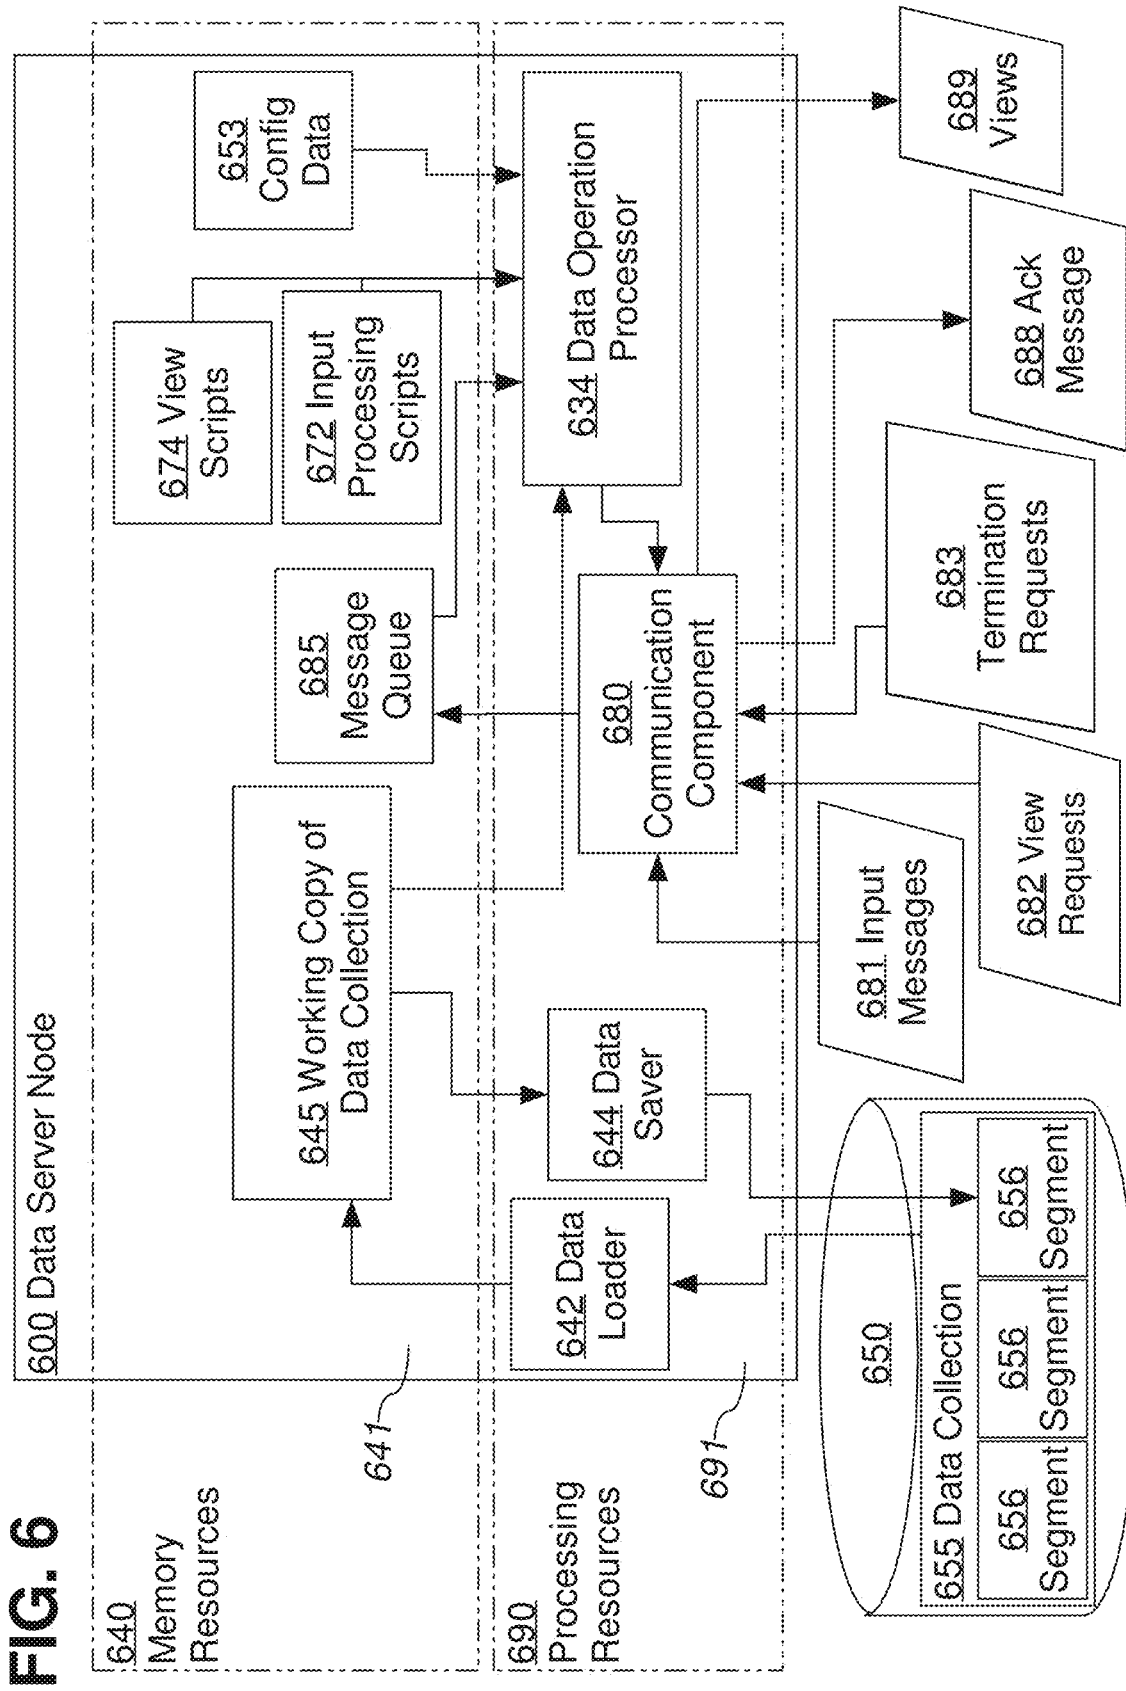 FIG. 6
600 Data Server Node
640
Memory
Resources
641
645 Working Copy of
Data Collection
685
Message
Queue
674 View
Scripts
672 Input
Processing
Scripts
653
Config
Data
690
Processing
Resources
691
642 Data
Loader
644 Data
Saver
680
Communication
Component
634 Data Operation
Processor
650
655 Data Collection
656
Segment
656
Segment
656
Segment
681 Input
Messages
682 View
Requests
683
Termination
Requests
688 Ack
Message
689
Views